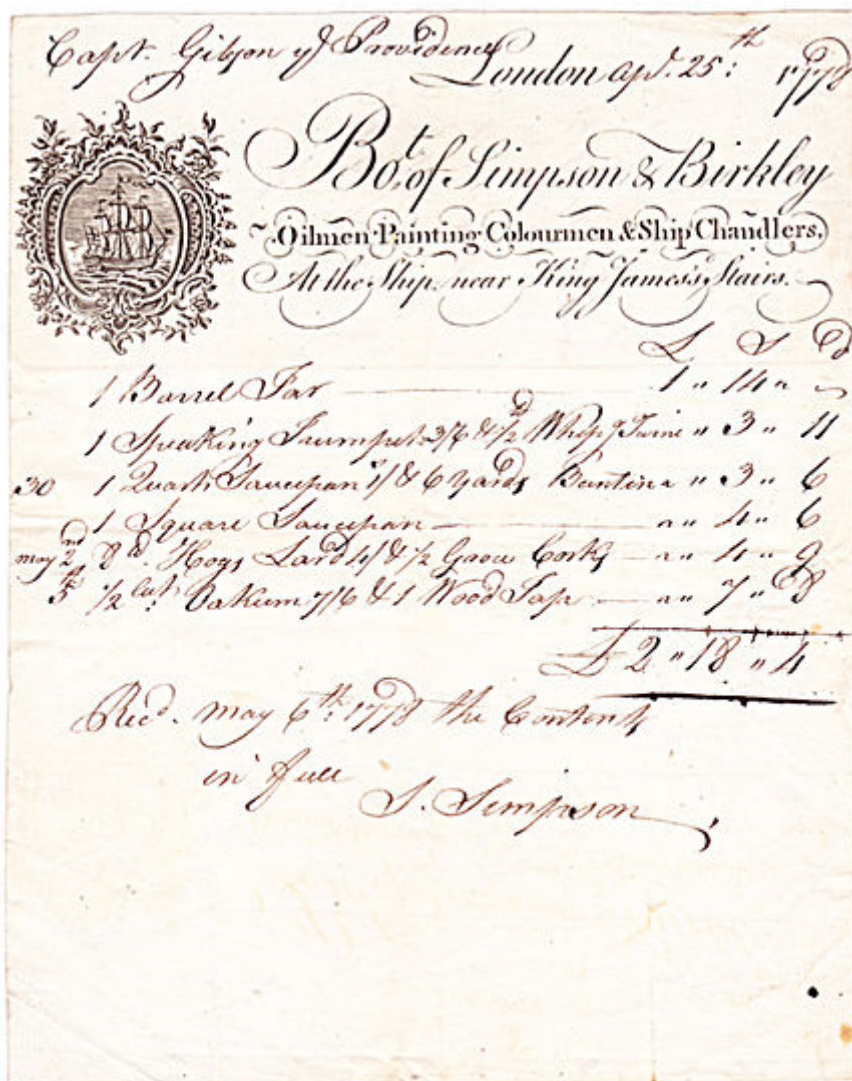 Capt. Gibson of Providence
London Apl. 25th 1778
Bot. of Simpson & Birkley
Oilmen Painting Colourmen & Ship Chandlers.
At the Ship near King James's Stairs.
£ S d
1 Barrel Tar 1 " 14 " -
1 Speaking Trumpet 3/6 & 1/2 d Whip g Twine " 3 " 11
30 1 Quart Saucepan 1/ & 6 Yards Buntin " " 3 " 6
1 Square Saucepan " " 4 " 6
May 2nd 8 lb. Hogs Lard 4/ & 1/2 Corks " " 4 " 9
5th 1/2 Cwt. Oakum 7/6 & 1 Wood Tap " " 7 " 8
£ 2 " 18 " 4
Recd. May 6th: 1778 the Contents
in full
S. Simpson